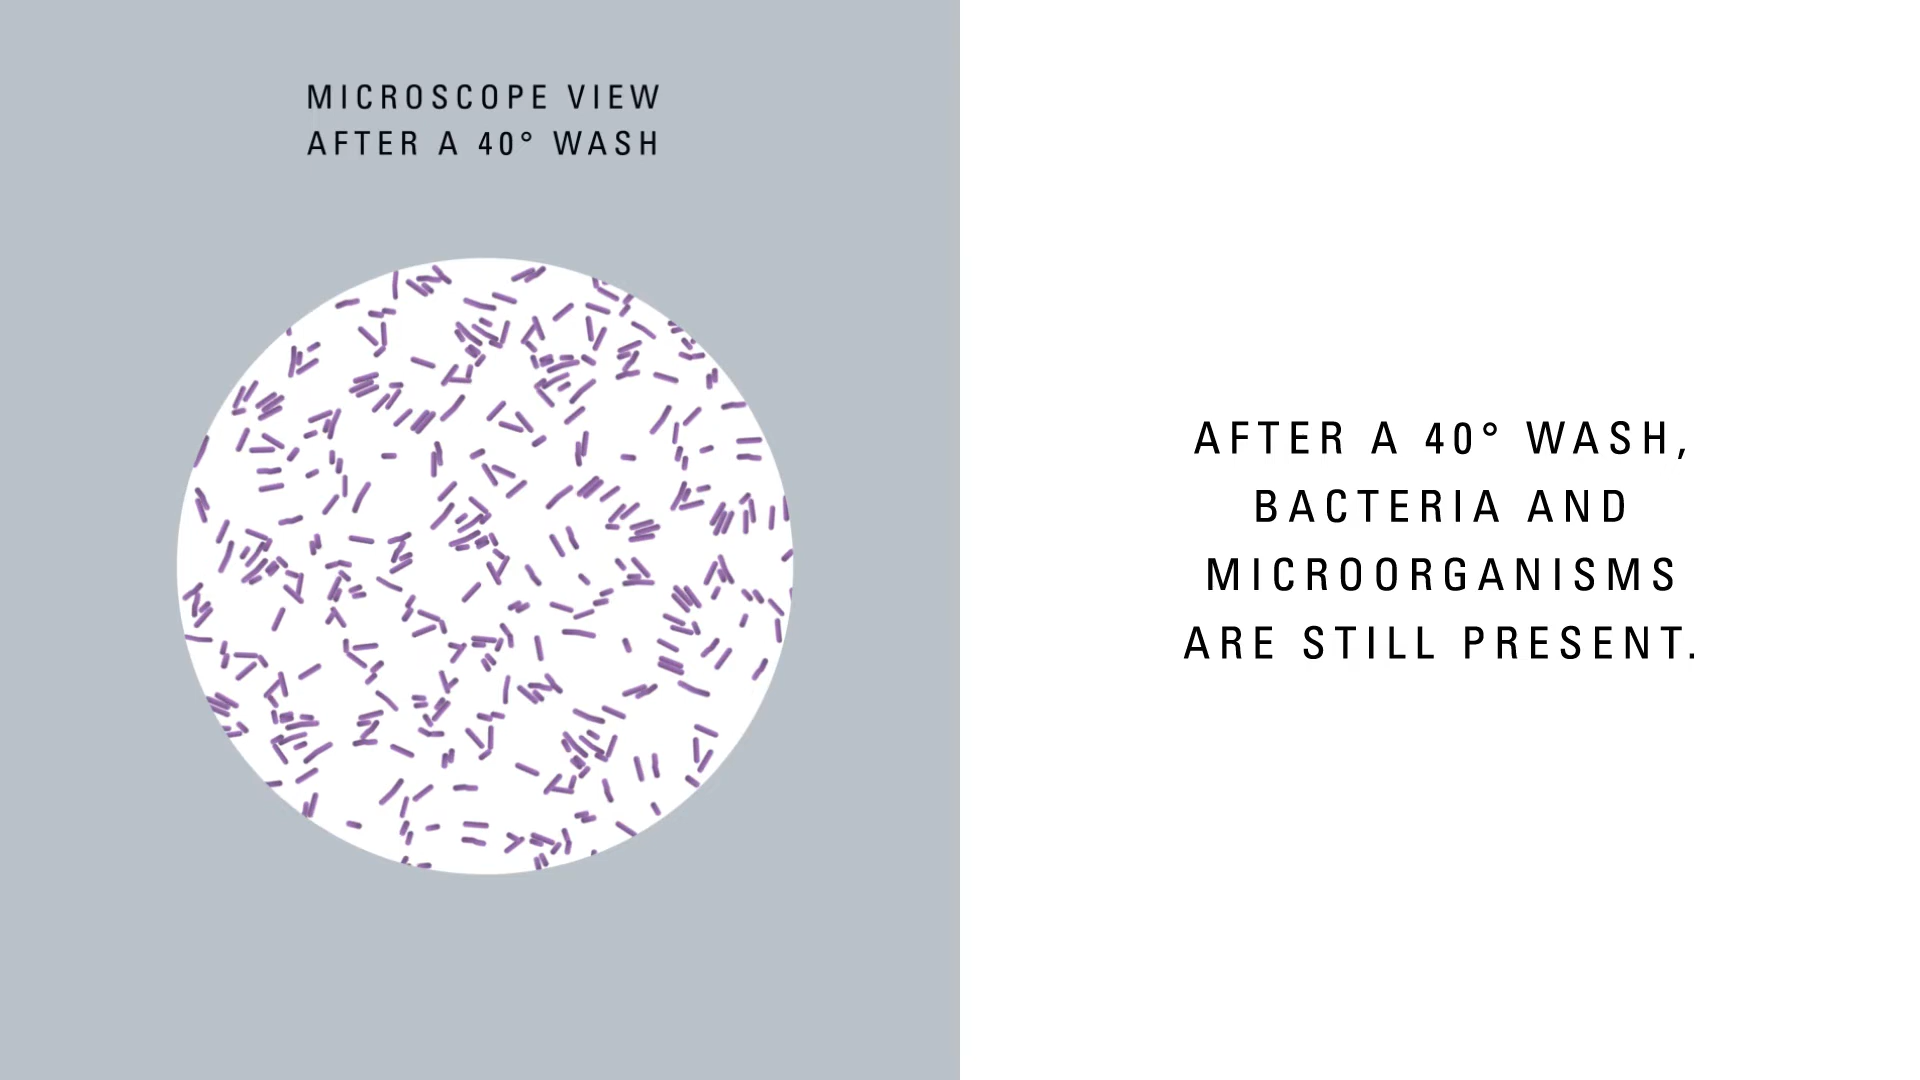 MICROSCOPE VIEW
AFTER A 40° WASH
AFTER A 40° WASH,
BACTERIA AND
MICROORGANISMS
ARE STILL PRESENT.